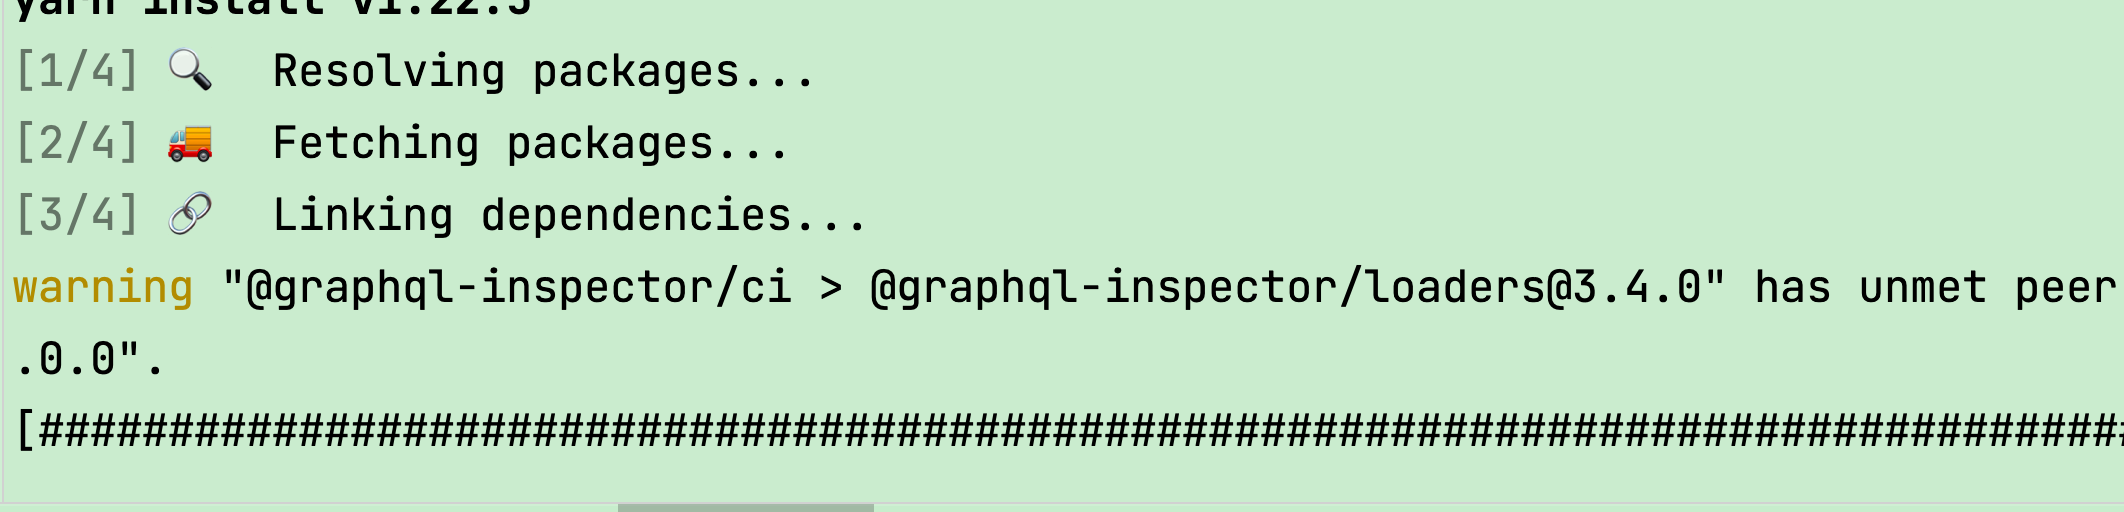 yarn install v1.22.5
[1/4] 🔍 Resolving packages...
[2/4] 🚚 Fetching packages...
[3/4] 🔗 Linking dependencies...
warning "@graphql-inspector/ci > @graphql-inspector/loaders@3.4.0" has unmet peer
.0.0".
[################################################################################